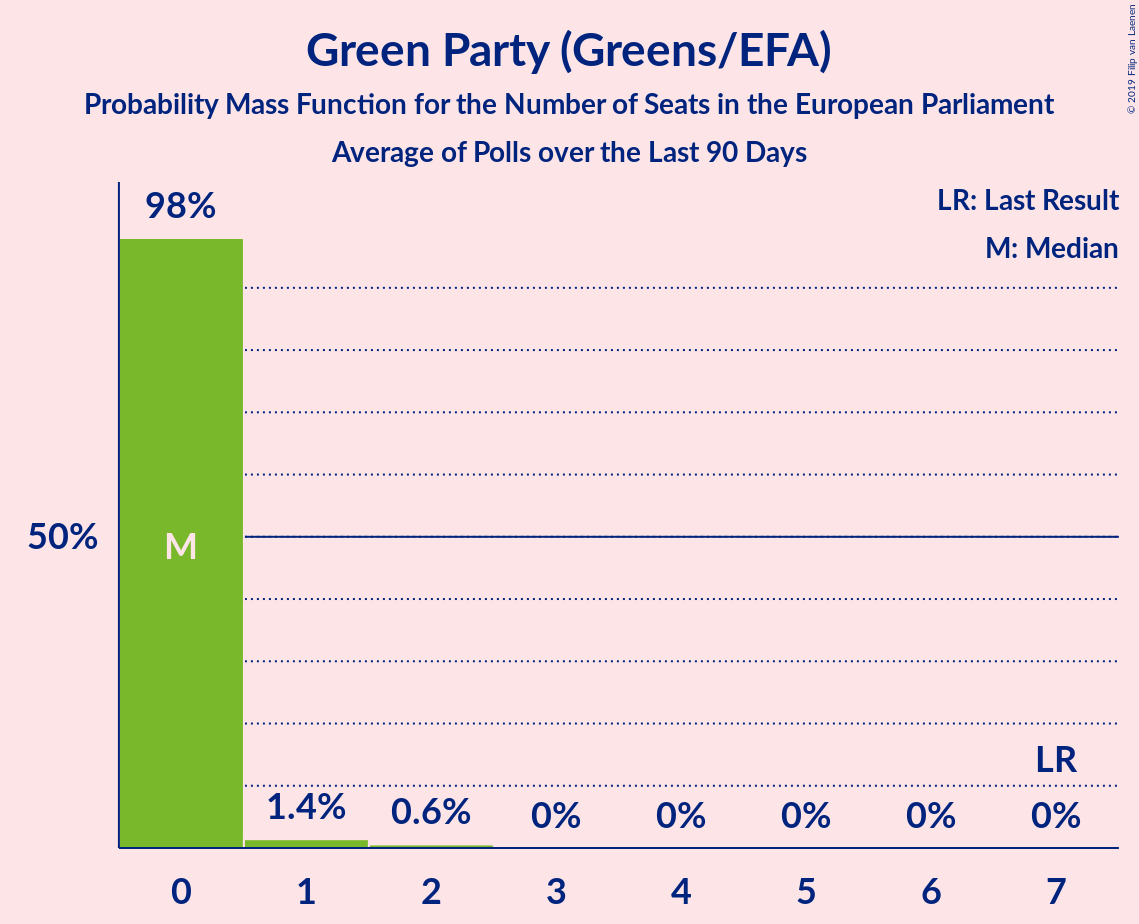 Green Party (Greens/EFA)
Probability Mass Function for the Number of Seats in the European Parliament
Average of Polls over the Last 90 Days
© 2019 Filip van Laenen
LR: Last Result
M: Median
98%
50%
M
LR
1.4%
0.6%
0%
0%
0%
0%
0%
0 1 2 3 4 5 6 7